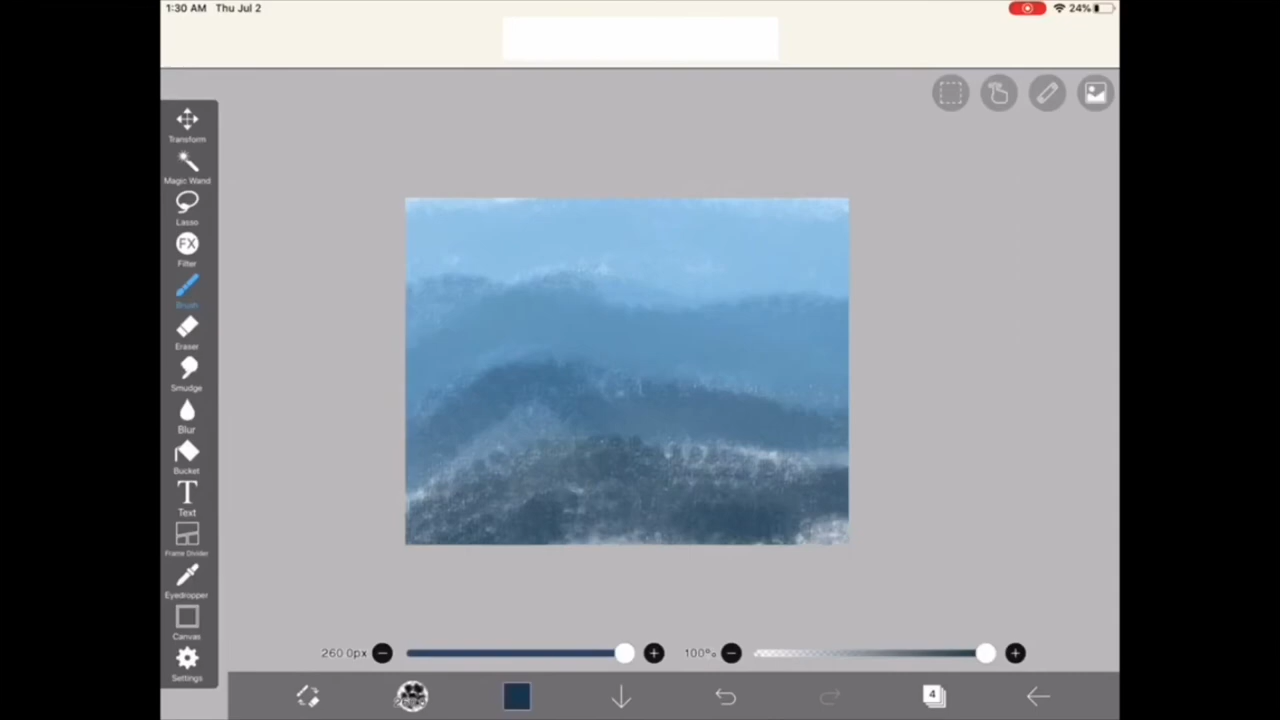 1:30 AM Thu Jul 2
24%
Transform
Magic Wand
Lasso
Filter
FX
Brush
Eraser
Smudge
Blur
Bucket
T
Text
Frame Divider
Eyedropper
Canvas
Settings
260 0px
100%
4